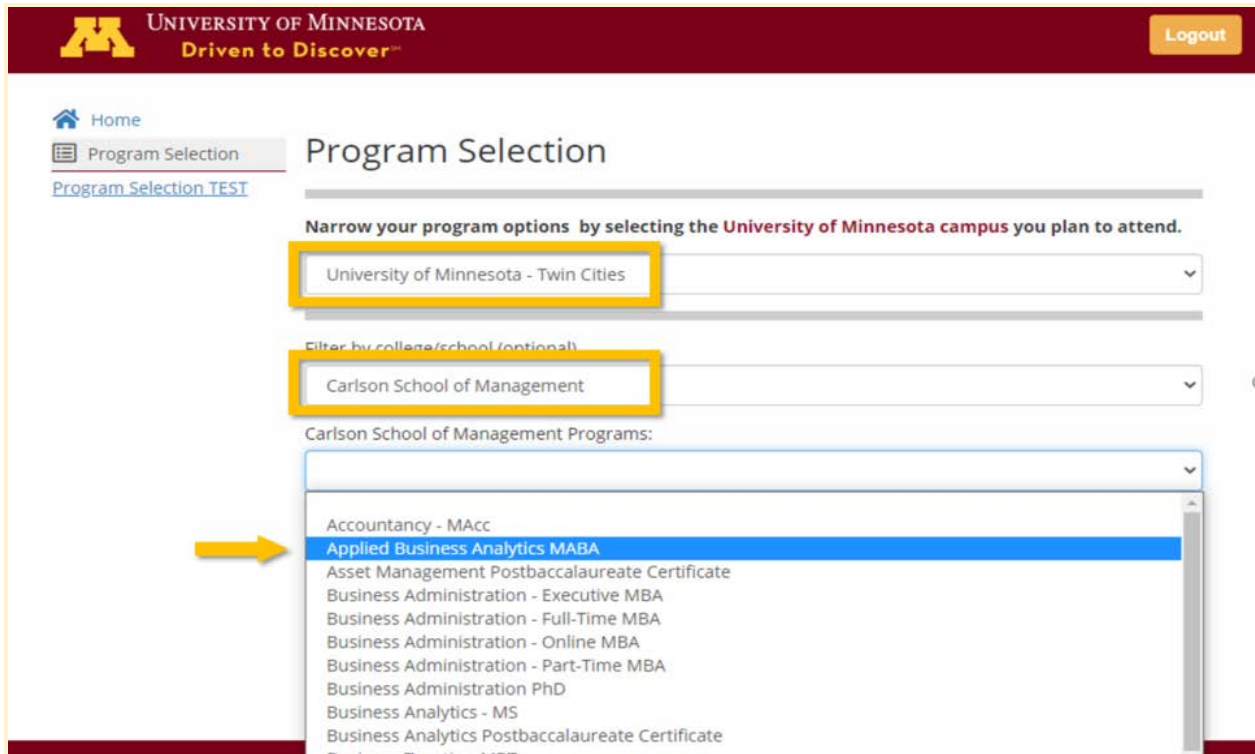 UNIVERSITY OF MINNESOTA
Driven to Discover℠
Logout
Home
Program Selection
Program Selection TEST
Program Selection
Narrow your program options by selecting the University of Minnesota campus you plan to attend.
University of Minnesota - Twin Cities
Filter by college/school (optional)
Carlson School of Management
Carlson School of Management Programs:
Accountancy - MAcc
Applied Business Analytics MABA
Asset Management Postbaccalaureate Certificate
Business Administration - Executive MBA
Business Administration - Full-Time MBA
Business Administration - Online MBA
Business Administration - Part-Time MBA
Business Administration PhD
Business Analytics - MS
Business Analytics Postbaccalaureate Certificate